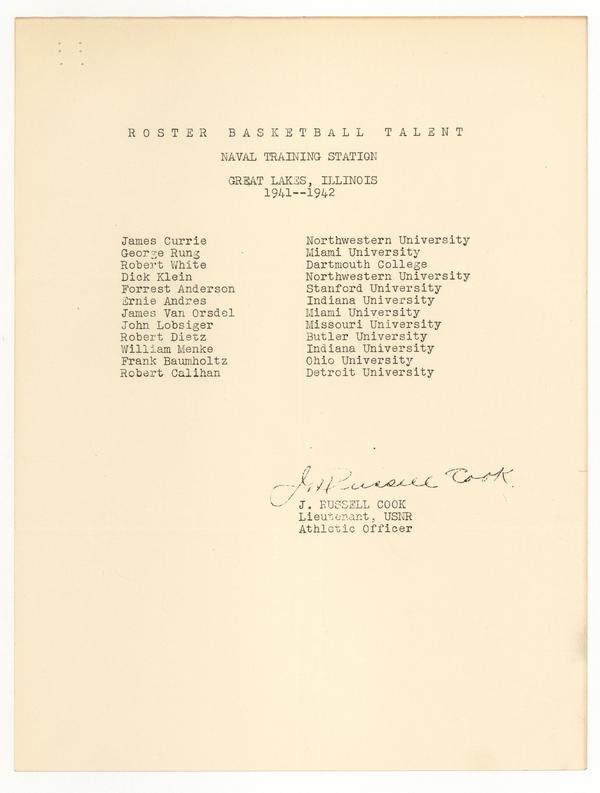 ROSTER BASKETBALL TALENT
NAVAL TRAINING STATION
GREAT LAKES, ILLINOIS
1941--1942
James Currie Northwestern University
George Rung Miami University
Robert White Dartmouth College
Dick Klein Northwestern University
Forrest Anderson Stanford University
Ernie Andres Indiana University
James Van Orsdel Miami University
John Lobsiger Missouri University
Robert Dietz Butler University
William Menke Indiana University
Frank Baumholtz Ohio University
Robert Calihan Detroit University
J. Russell Cook
J. RUSSELL COOK
Lieutenant, USNR
Athletic Officer